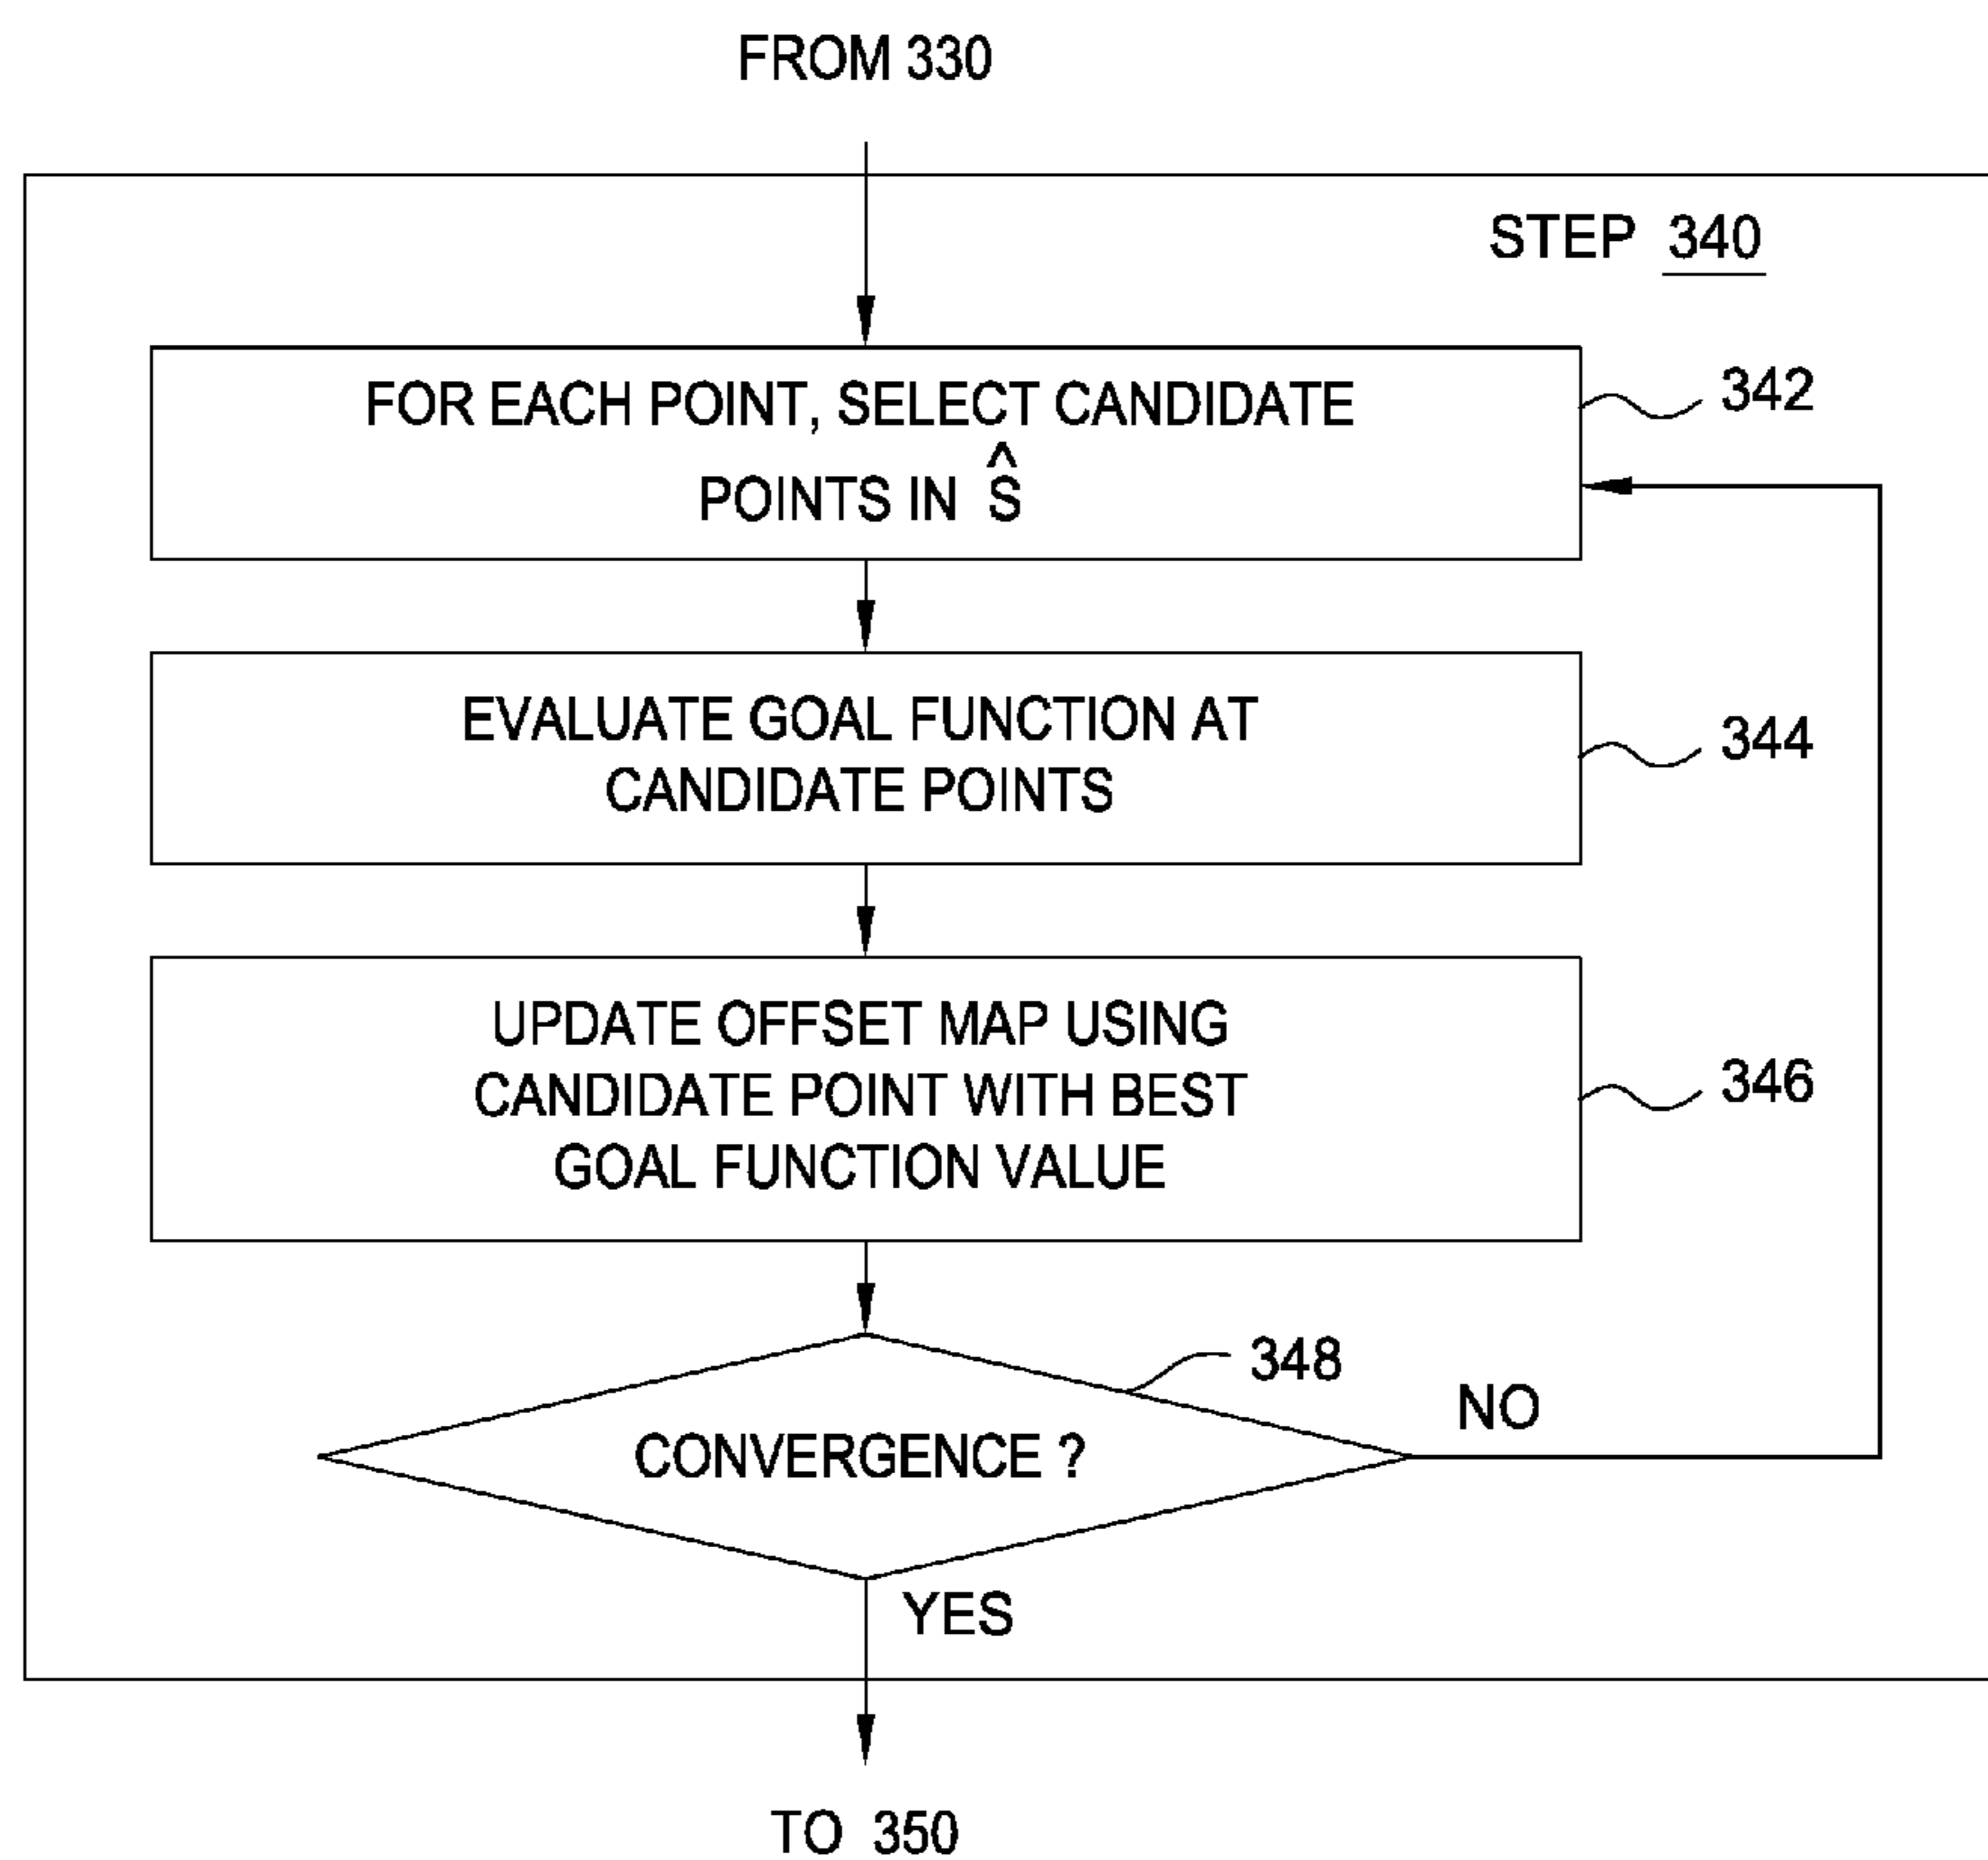 FROM 330
STEP 340
FOR EACH POINT, SELECT CANDIDATE
POINTS IN Ŝ
342
EVALUATE GOAL FUNCTION AT
CANDIDATE POINTS
344
UPDATE OFFSET MAP USING
CANDIDATE POINT WITH BEST
GOAL FUNCTION VALUE
346
348
NO
CONVERGENCE ?
YES
TO 350